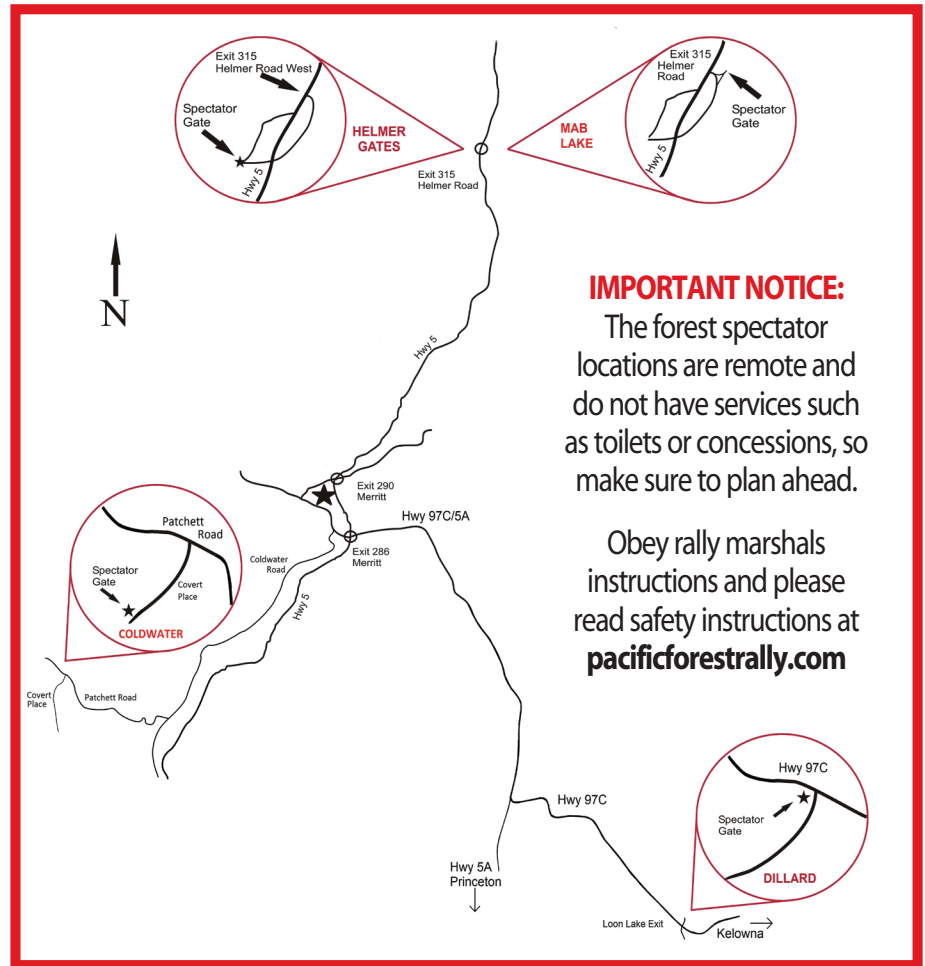 Exit 315
Helmer Road West
Spectator
Gate
Hwy 5
HELMER
GATES
Exit 315
Helmer Road
MAB
LAKE
Exit 315
Helmer
Road
Spectator
Gate
Hwy 5
N
Hwy 5
IMPORTANT NOTICE:
The forest spectator
locations are remote and
do not have services such
as toilets or concessions, so
make sure to plan ahead.
Obey rally marshals
instructions and please
read safety instructions at
pacificforestrally.com
Exit 290
Merritt
Hwy 97C/5A
Exit 286
Merritt
Coldwater
Road
Hwy 5
Patchett
Road
Spectator
Gate
Covert
Place
COLDWATER
Covert
Place
Patchett Road
Hwy 97C
Hwy 5A
Princeton
Hwy 97C
Spectator
Gate
DILLARD
Loon Lake Exit
Kelowna